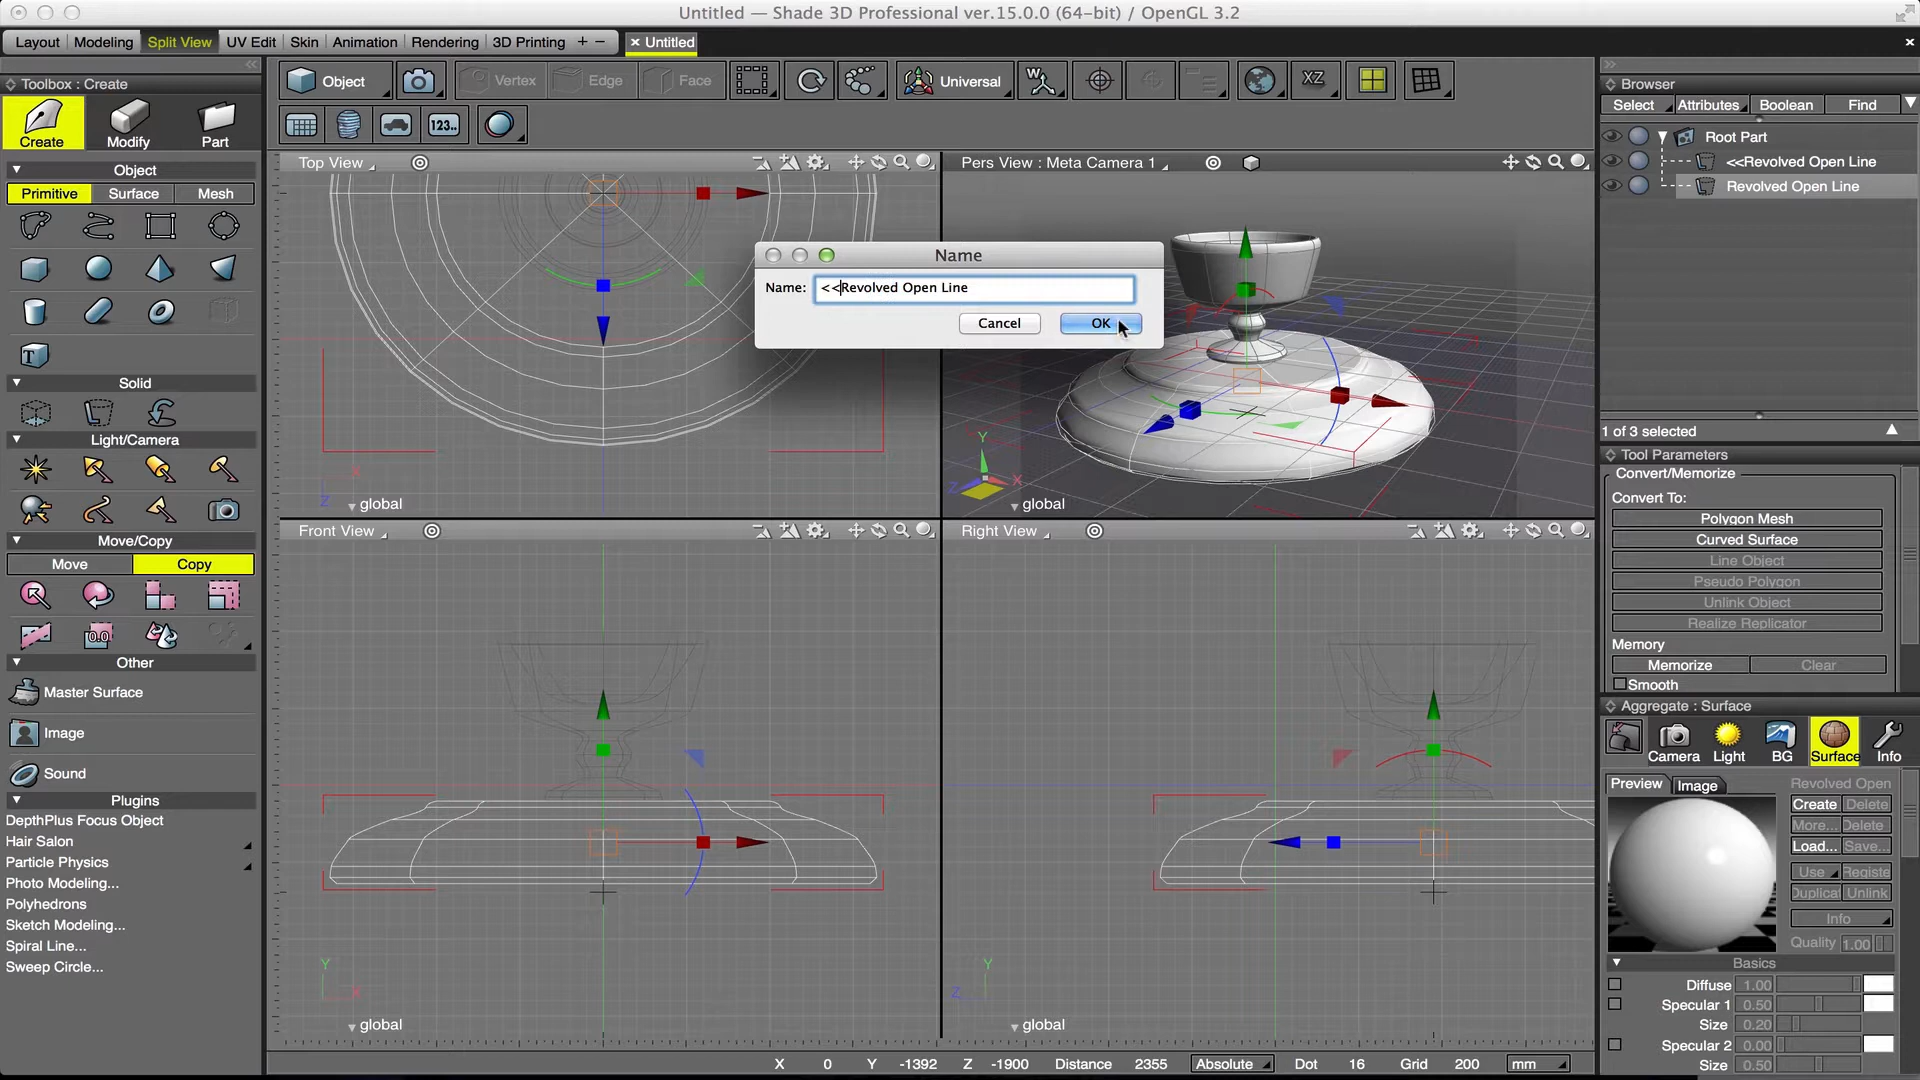 Untitled — Shade 3D Professional ver.15.0.0 (64-bit) / OpenGL 3.2
Layout Modeling Split View UV Edit Skin Animation Rendering 3D Printing + − × Untitled ×
Toolbox : Create
Create Modify Part
Object
Primitive Surface Mesh
Solid
Light/Camera
Move/Copy
Move Copy
0.0
Other
Master Surface
Image
Sound
Plugins
DepthPlus Focus Object
Hair Salon
Particle Physics
Photo Modeling...
Polyhedrons
Sketch Modeling...
Spiral Line...
Sweep Circle...
Object Vertex Edge Face Universal W XZ
123..
Top View
X
Z
global
Pers View : Meta Camera 1
Y
Z X
global
Name
Name: <<Revolved Open Line
Cancel OK
Front View
Y
X
global
Right View
Y
Z
global
X 0 Y -1392 Z -1900 Distance 2355 Absolute Dot 16 Grid 200 mm
Browser
Select Attributes Boolean Find
Root Part
<<Revolved Open Line
Revolved Open Line
1 of 3 selected
Tool Parameters
Convert/Memorize
Convert To:
Polygon Mesh
Curved Surface
Line Object
Pseudo Polygon
Unlink Object
Realize Replicator
Memory
Memorize Clear
Smooth
Aggregate : Surface
Camera Light BG Surface Info
Preview Image Revolved Open
Create Delete
More... Delete
Load... Save...
Use Registe
Duplicat Unlink
Info
Quality 1.00
Basics
Diffuse 1.00
Specular 1 0.50
Size 0.20
Specular 2 0.00
Size 0.50